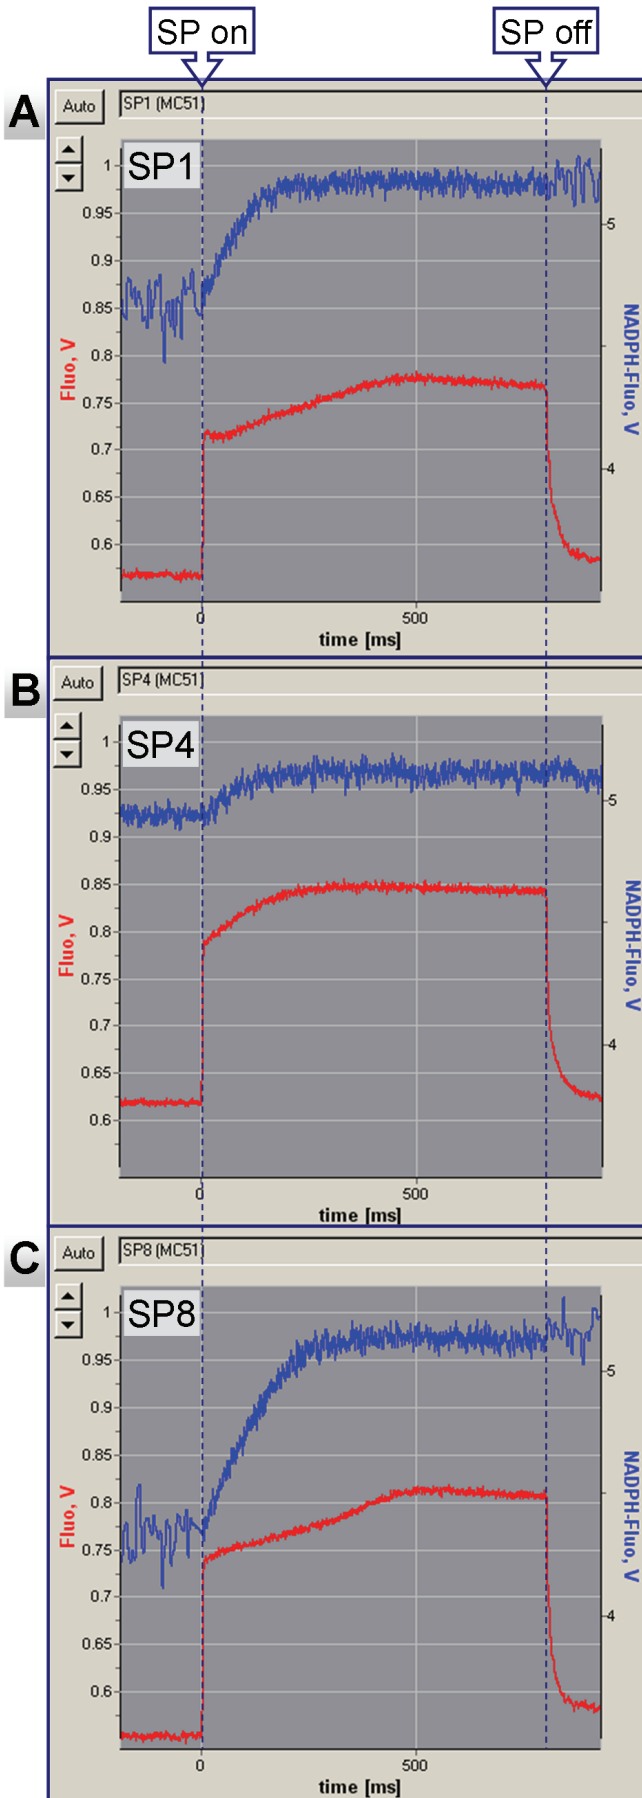 SP on SP off
A
Auto SP1 (MC51)
SP1
1
0.95
0.9
0.85
0.8
0.75
0.7
0.65
0.6
Fluo, V
5
4
NADPH-Fluo, V
0 500
time [ms]
B
Auto SP4 (MC51)
SP4
1
0.95
0.9
0.85
0.8
0.75
0.7
0.65
0.6
Fluo, V
5
4
NADPH-Fluo, V
0 500
time [ms]
C
Auto SP8 (MC51)
SP8
1
0.95
0.9
0.85
0.8
0.75
0.7
0.65
0.6
Fluo, V
5
4
NADPH-Fluo, V
0 500
time [ms]